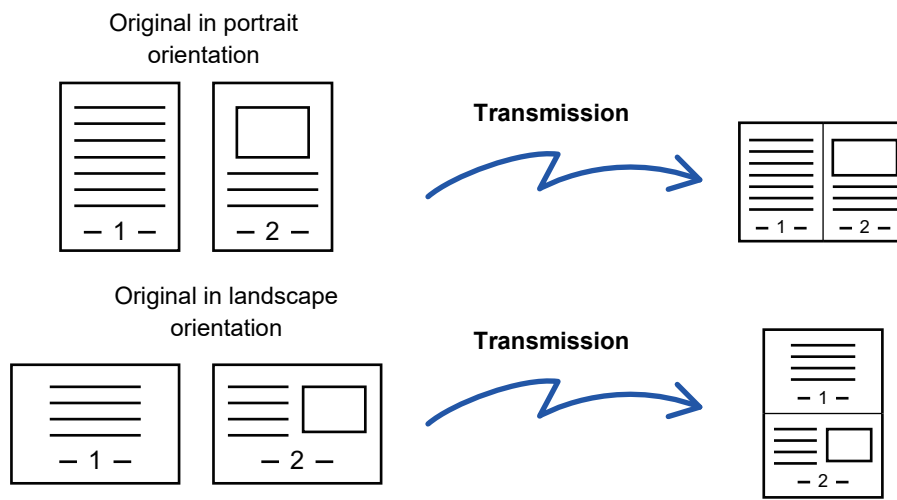 Original in portrait
orientation
– 1 –
– 2 –
Transmission
– 1 –
– 2 –
Original in landscape
orientation
– 1 –
– 2 –
Transmission
– 1 –
– 2 –